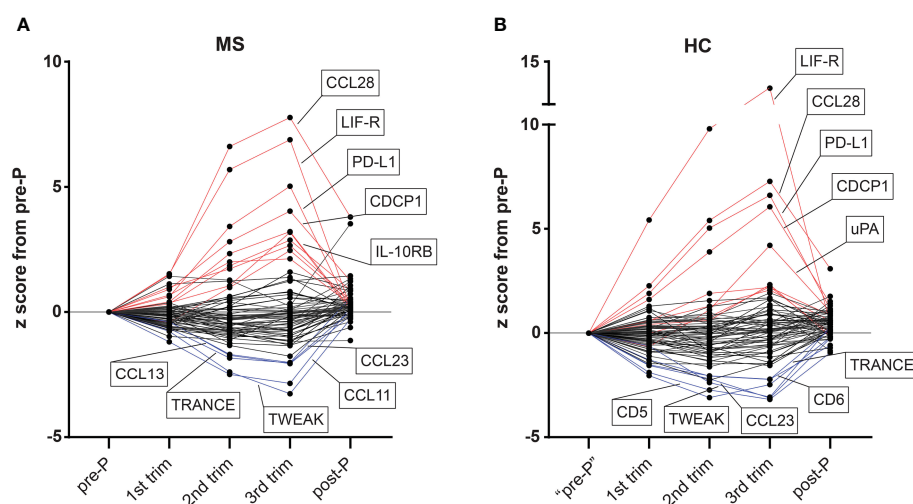 A
MS
z score from pre-P
10
5
0
-5
CCL28
LIF-R
PD-L1
CDCP1
IL-10RB
CCL23
CCL11
CCL13
TRANCE
TWEAK
pre-P
1st trim
2nd trim
3rd trim
post-P
B
HC
z score from pre-P
15
10
5
0
-5
LIF-R
CCL28
PD-L1
CDCP1
uPA
TRANCE
CD6
CD5
TWEAK
CCL23
"pre-P"
1st trim
2nd trim
3rd trim
post-P